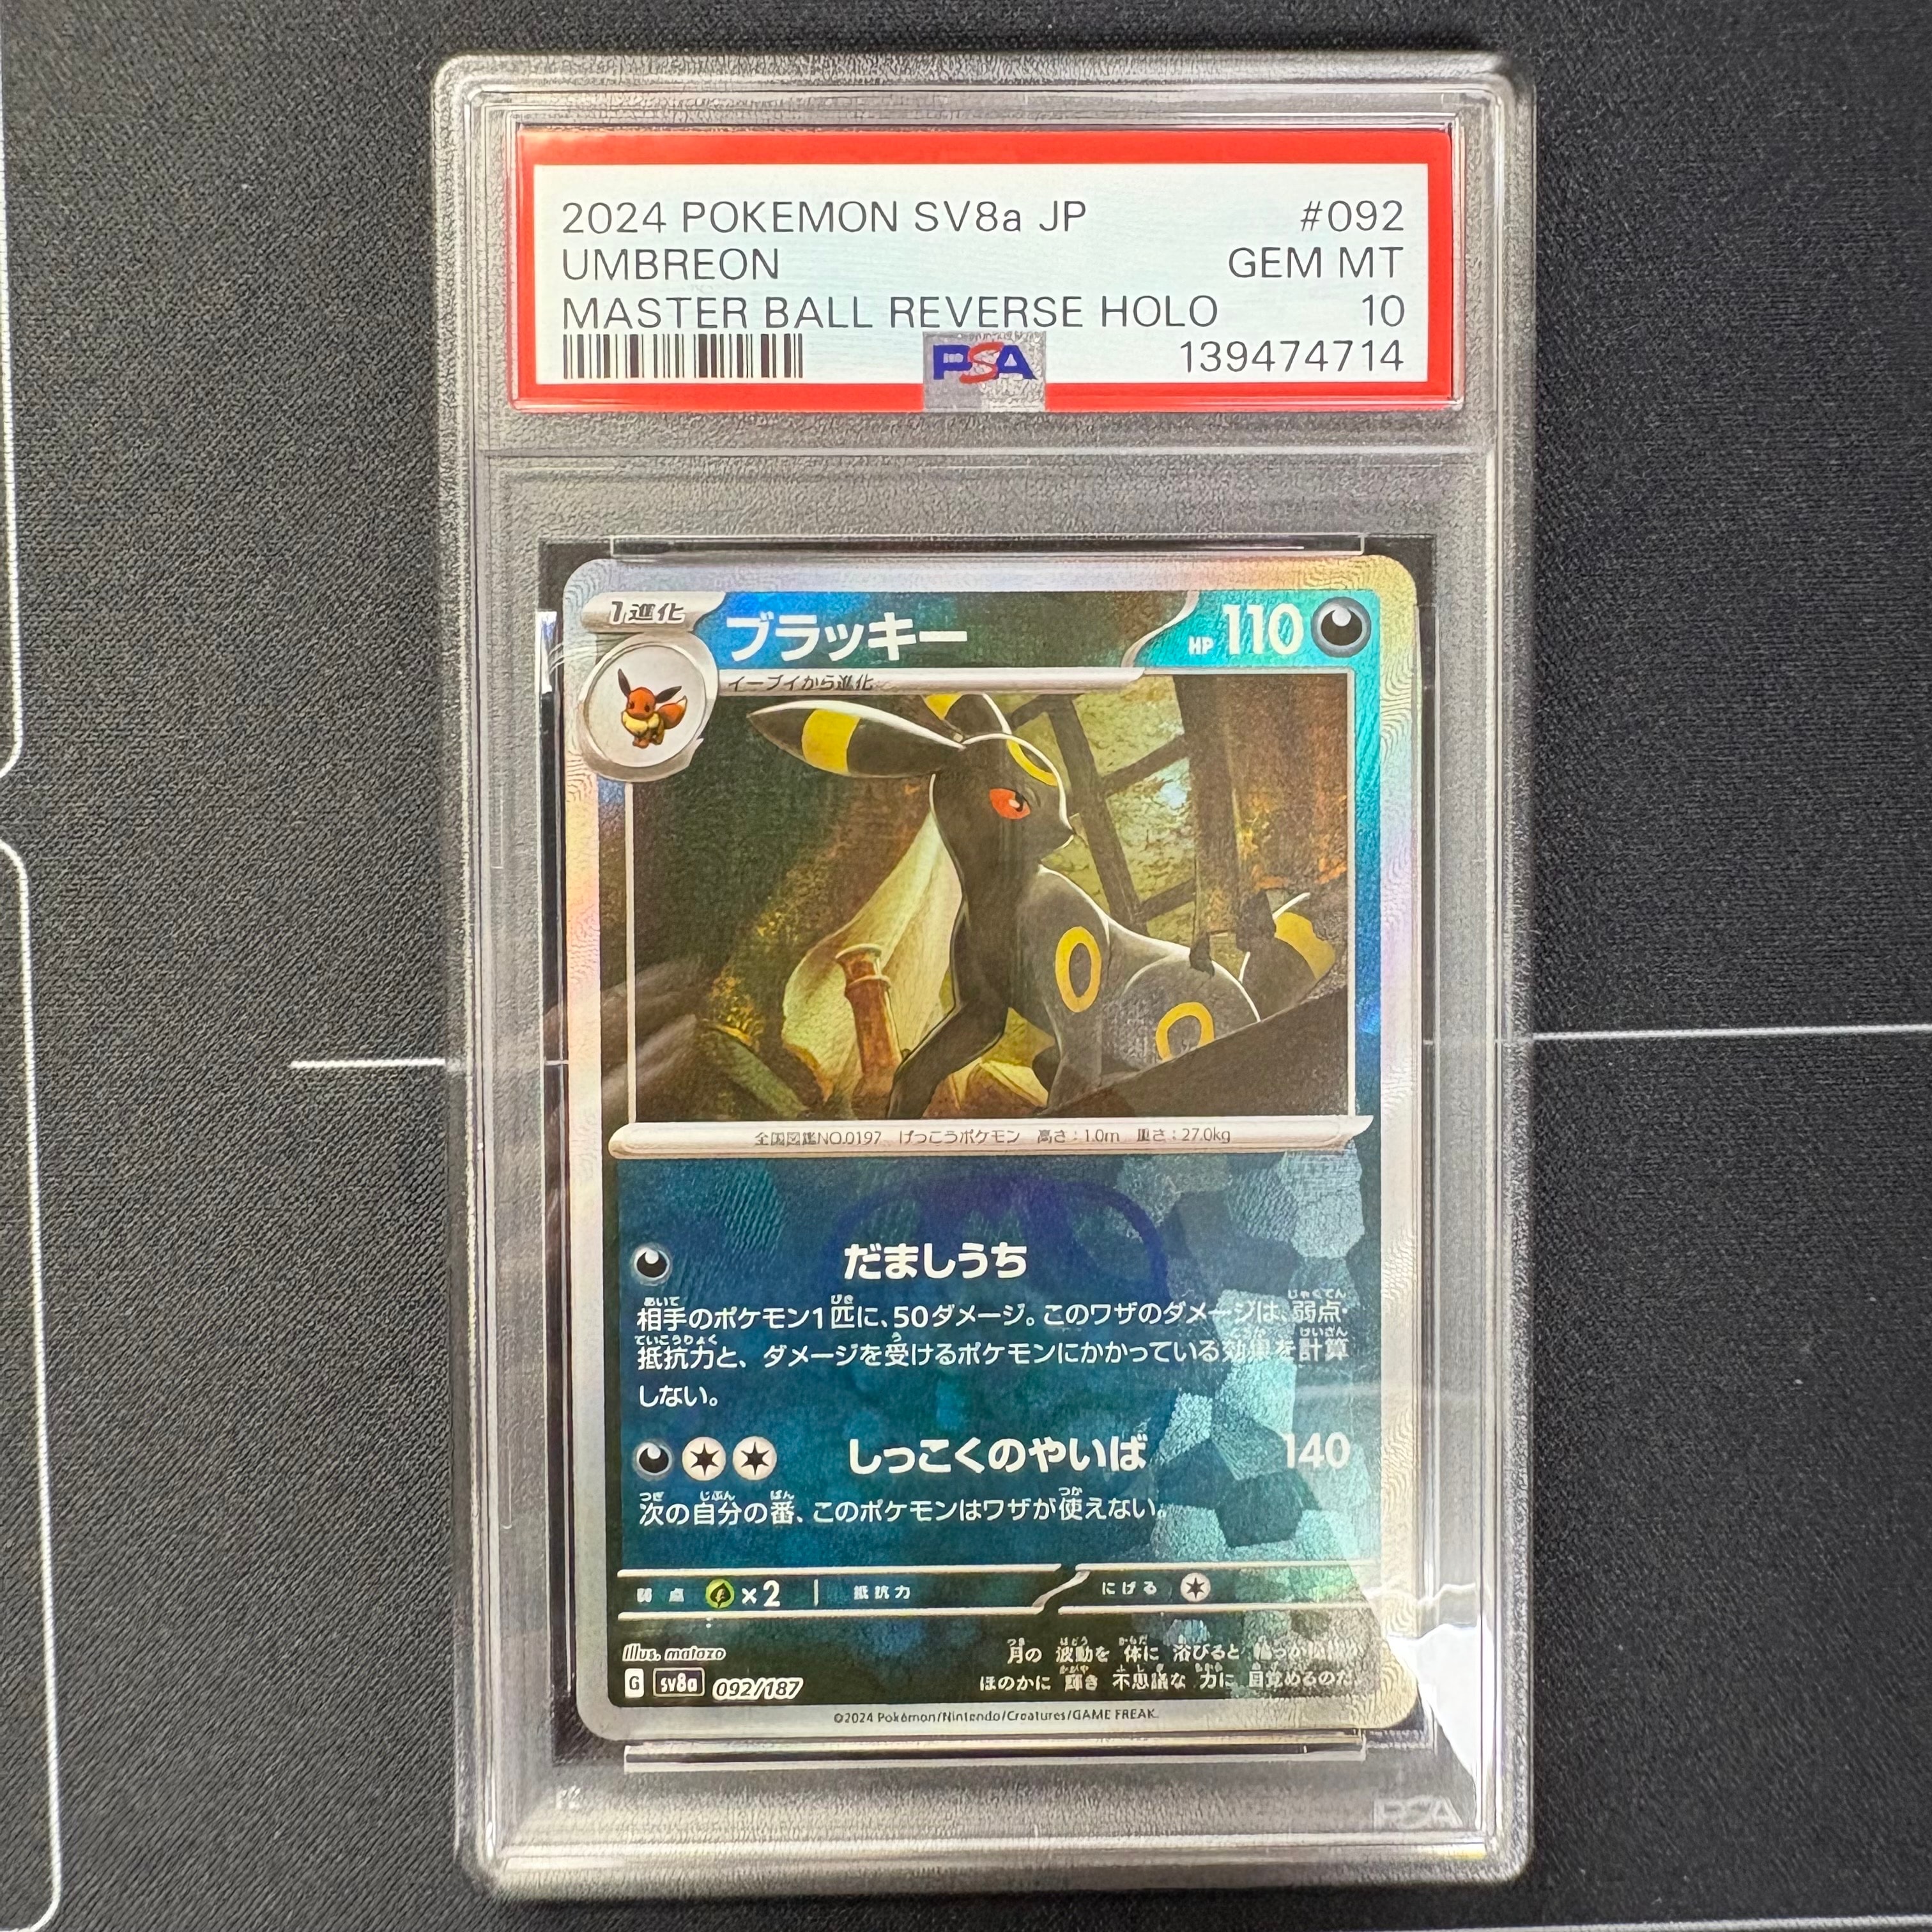 2024 POKEMON SV8a JP #092
UMBREON GEM MT
MASTER BALL REVERSE HOLO 10
PSA 139474714
1進化
ブラッキー
HP 110
イーブイから進化
全国図鑑NO.0197 げっこうポケモン 高さ:1.0m 重さ:27.0kg
だましうち
相手のポケモン1匹に、50ダメージ。このワザのダメージは、弱点・
抵抗力と、ダメージを受けるポケモンにかかっている効果を計算
しない。
しっこくのやいば 140
次の自分の番、このポケモンはワザが使えない。
弱点 ×2 抵抗力 にげる
Illus. matazo
月の 波動を 体に 浴びると
G sv8a 092/187
ほのかに 輝き 不思議な 力に 目覚めるのだ
©2024 Pokémon/Nintendo/Creatures/GAME FREAK.
PSA